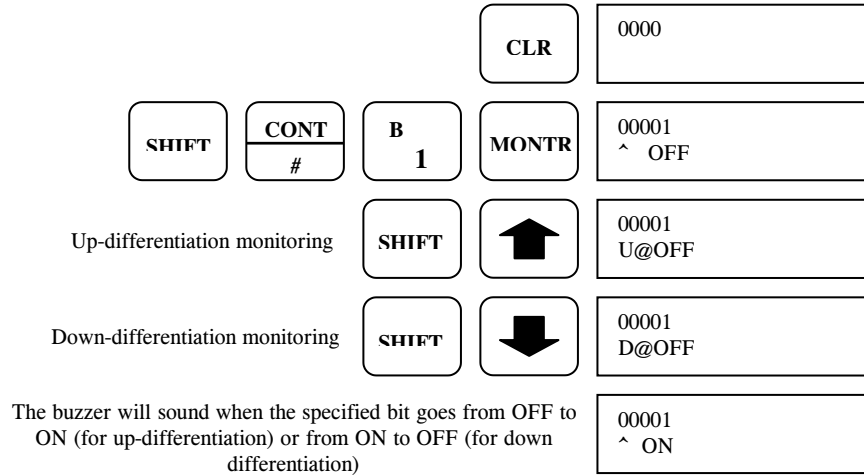 CLR
0000
SHIFT
CONT
#
B
1
MONTR
00001
^ OFF
Up-differentiation monitoring
SHIFT
00001
U@OFF
Down-differentiation monitoring
SHIFT
00001
D@OFF
The buzzer will sound when the specified bit goes from OFF to
ON (for up-differentiation) or from ON to OFF (for down
differentiation)
00001
^ ON